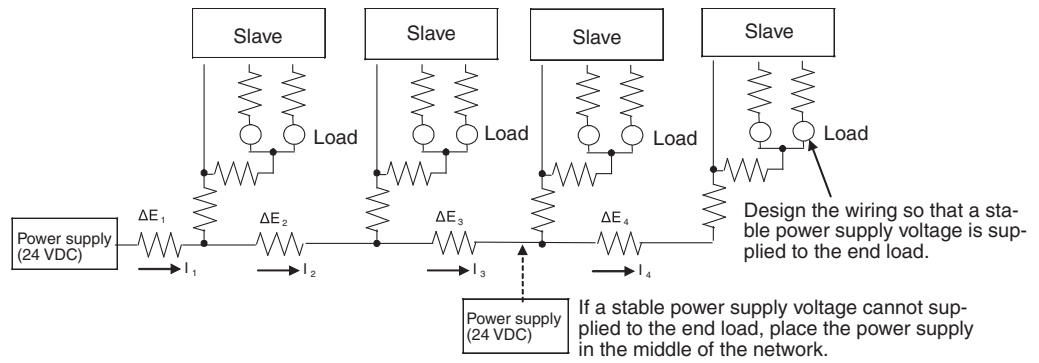 Slave
Slave
Slave
Slave
Load
Load
Load
Load
ΔE₁
ΔE₂
ΔE₃
ΔE₄
Power supply
(24 VDC)
I₁
I₂
I₃
I₄
Design the wiring so that a sta-
ble power supply voltage is sup-
plied to the end load.
Power supply
(24 VDC)
If a stable power supply voltage cannot sup-
plied to the end load, place the power supply
in the middle of the network.